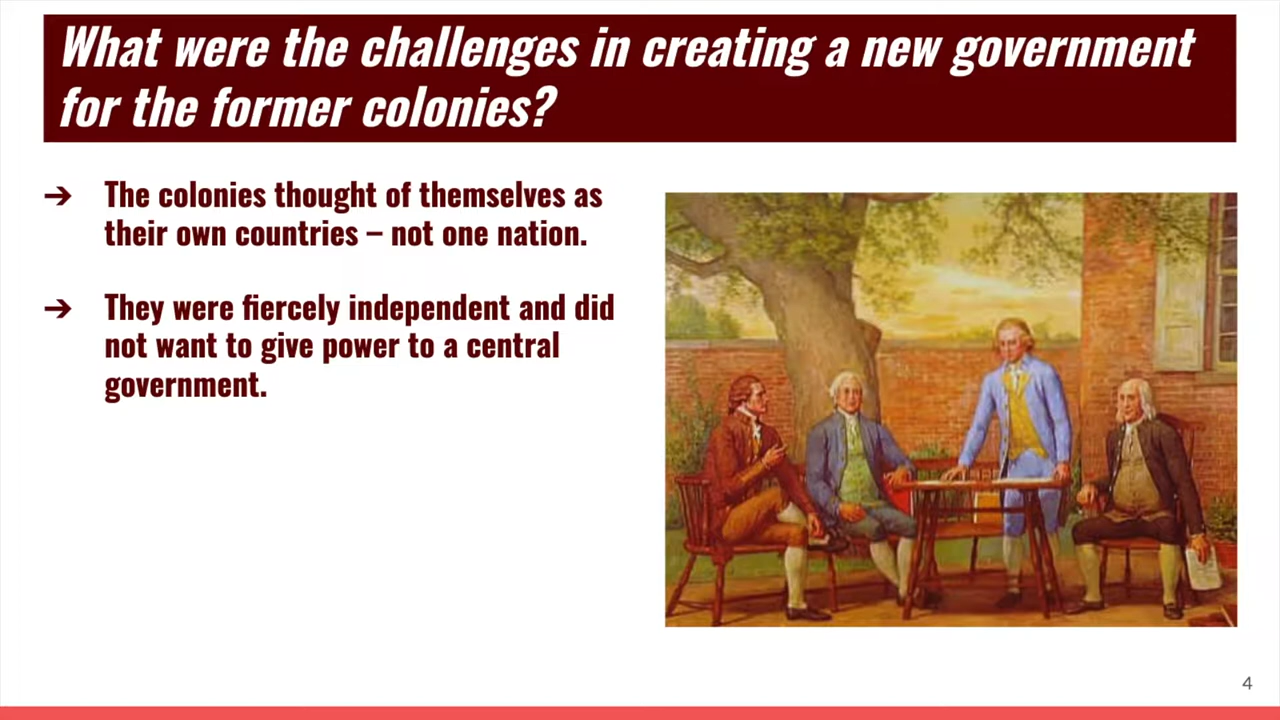 What were the challenges in creating a new government
for the former colonies?
➔ The colonies thought of themselves as
their own countries – not one nation.
➔ They were fiercely independent and did
not want to give power to a central
government.
4